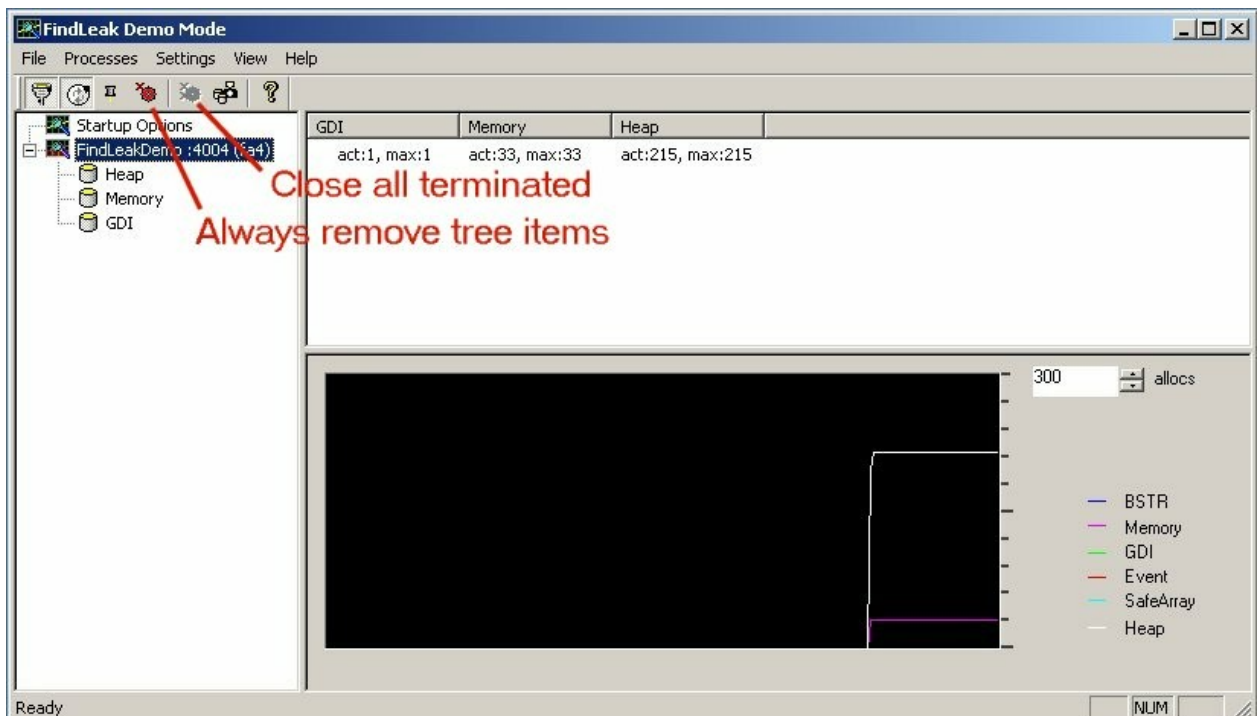 FindLeak Demo Mode
File Processes Settings View Help
Startup Options
FindLeakDemo :4004 (fa4)
Heap
Memory
GDI
GDI Memory Heap
act:1, max:1 act:33, max:33 act:215, max:215
Close all terminated
Always remove tree items
300 allocs
BSTR
Memory
GDI
Event
SafeArray
Heap
Ready NUM